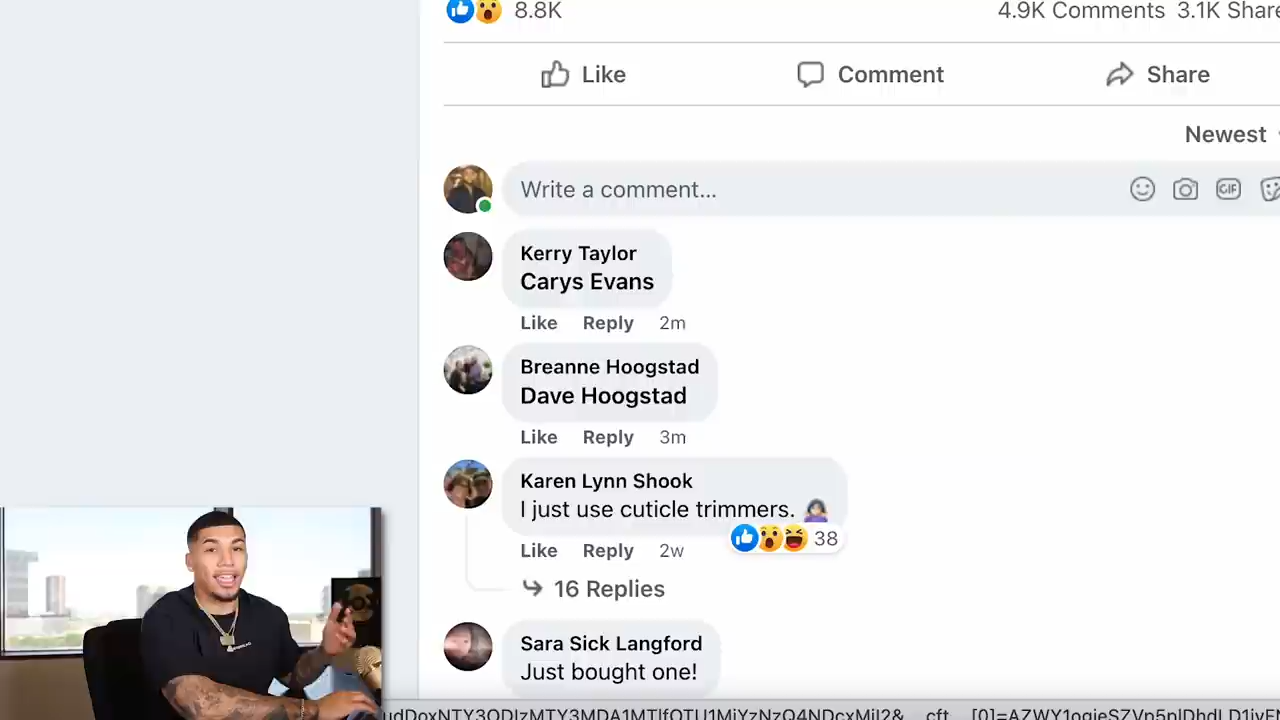 8.8K
4.9K Comments 3.1K Share
Like
Comment
Share
Newest
Write a comment...
GIF
Kerry Taylor
Carys Evans
Like Reply 2m
Breanne Hoogstad
Dave Hoogstad
Like Reply 3m
Karen Lynn Shook
I just use cuticle trimmers. 🤷🏻‍♀️
38
Like Reply 2w
16 Replies
Sara Sick Langford
Just bought one!